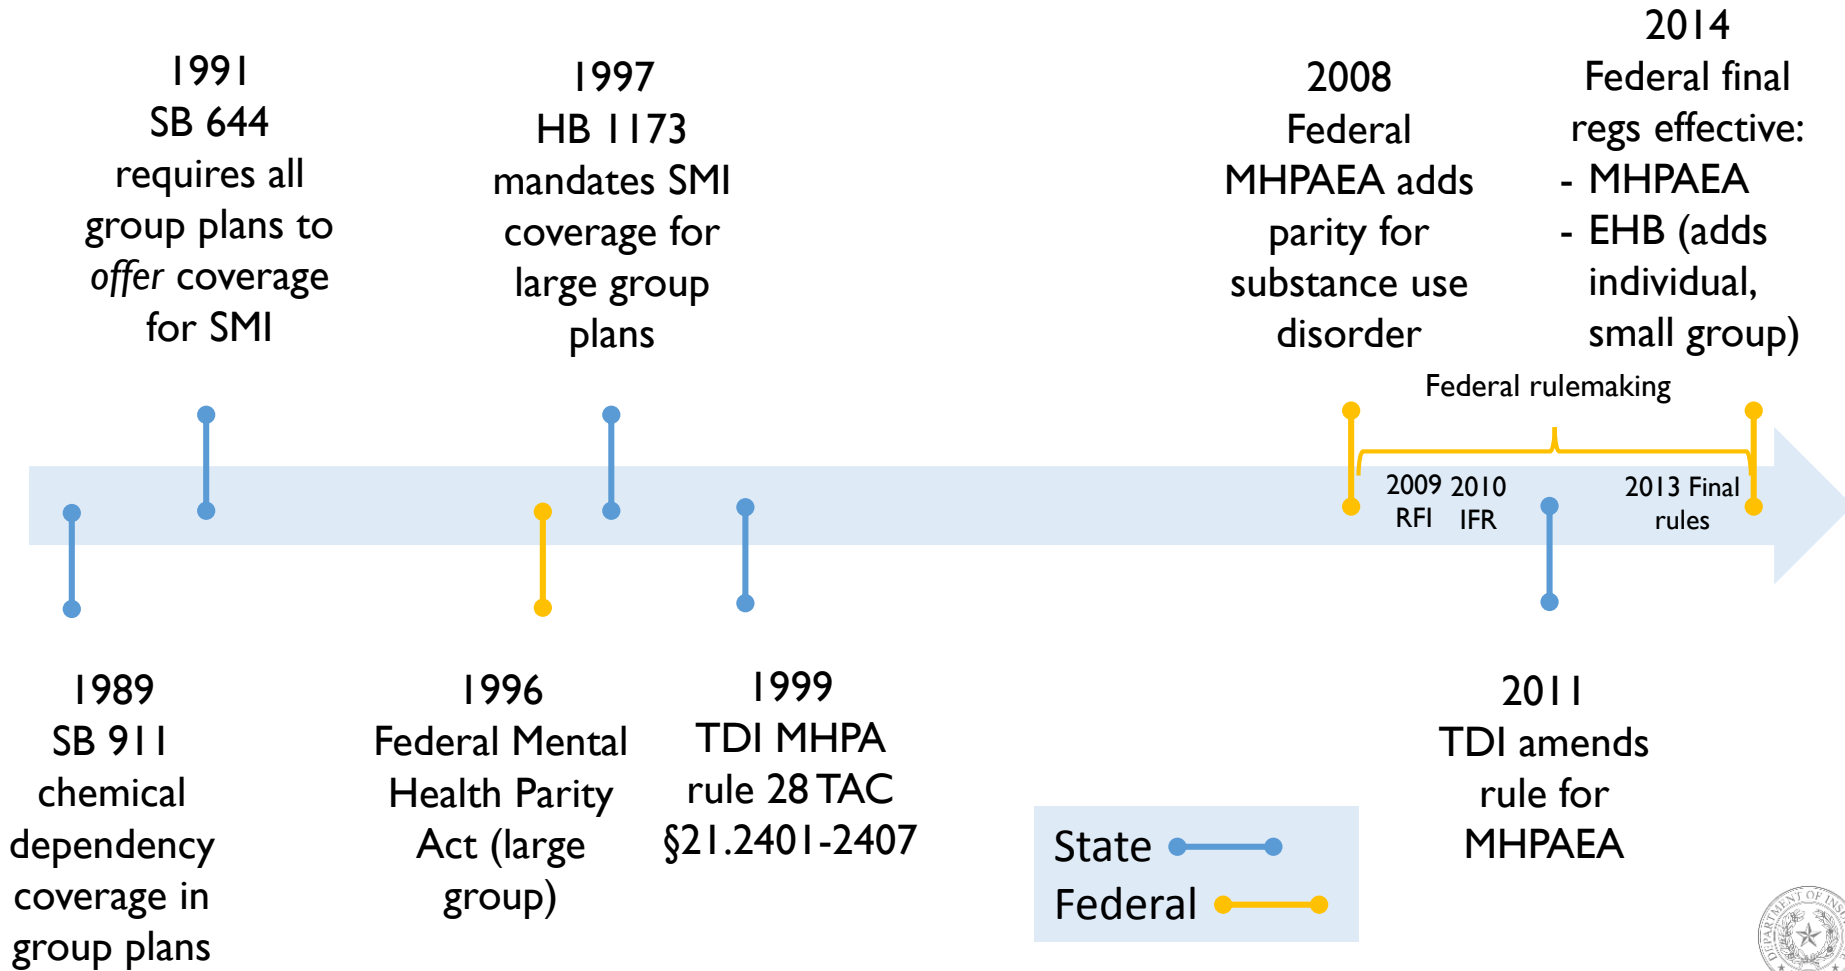 1991
SB 644
requires all
group plans to
offer coverage
for SMI
1997
HB 1173
mandates SMI
coverage for
large group
plans
2008
Federal
MHPAEA adds
parity for
substance use
disorder
2014
Federal final
regs effective:
- MHPAEA
- EHB (adds
individual,
small group)
Federal rulemaking
2009
RFI
2010
IFR
2013 Final
rules
1989
SB 911
chemical
dependency
coverage in
group plans
1996
Federal Mental
Health Parity
Act (large
group)
1999
TDI MHPA
rule 28 TAC
§21.2401-2407
2011
TDI amends
rule for
MHPAEA
State
Federal